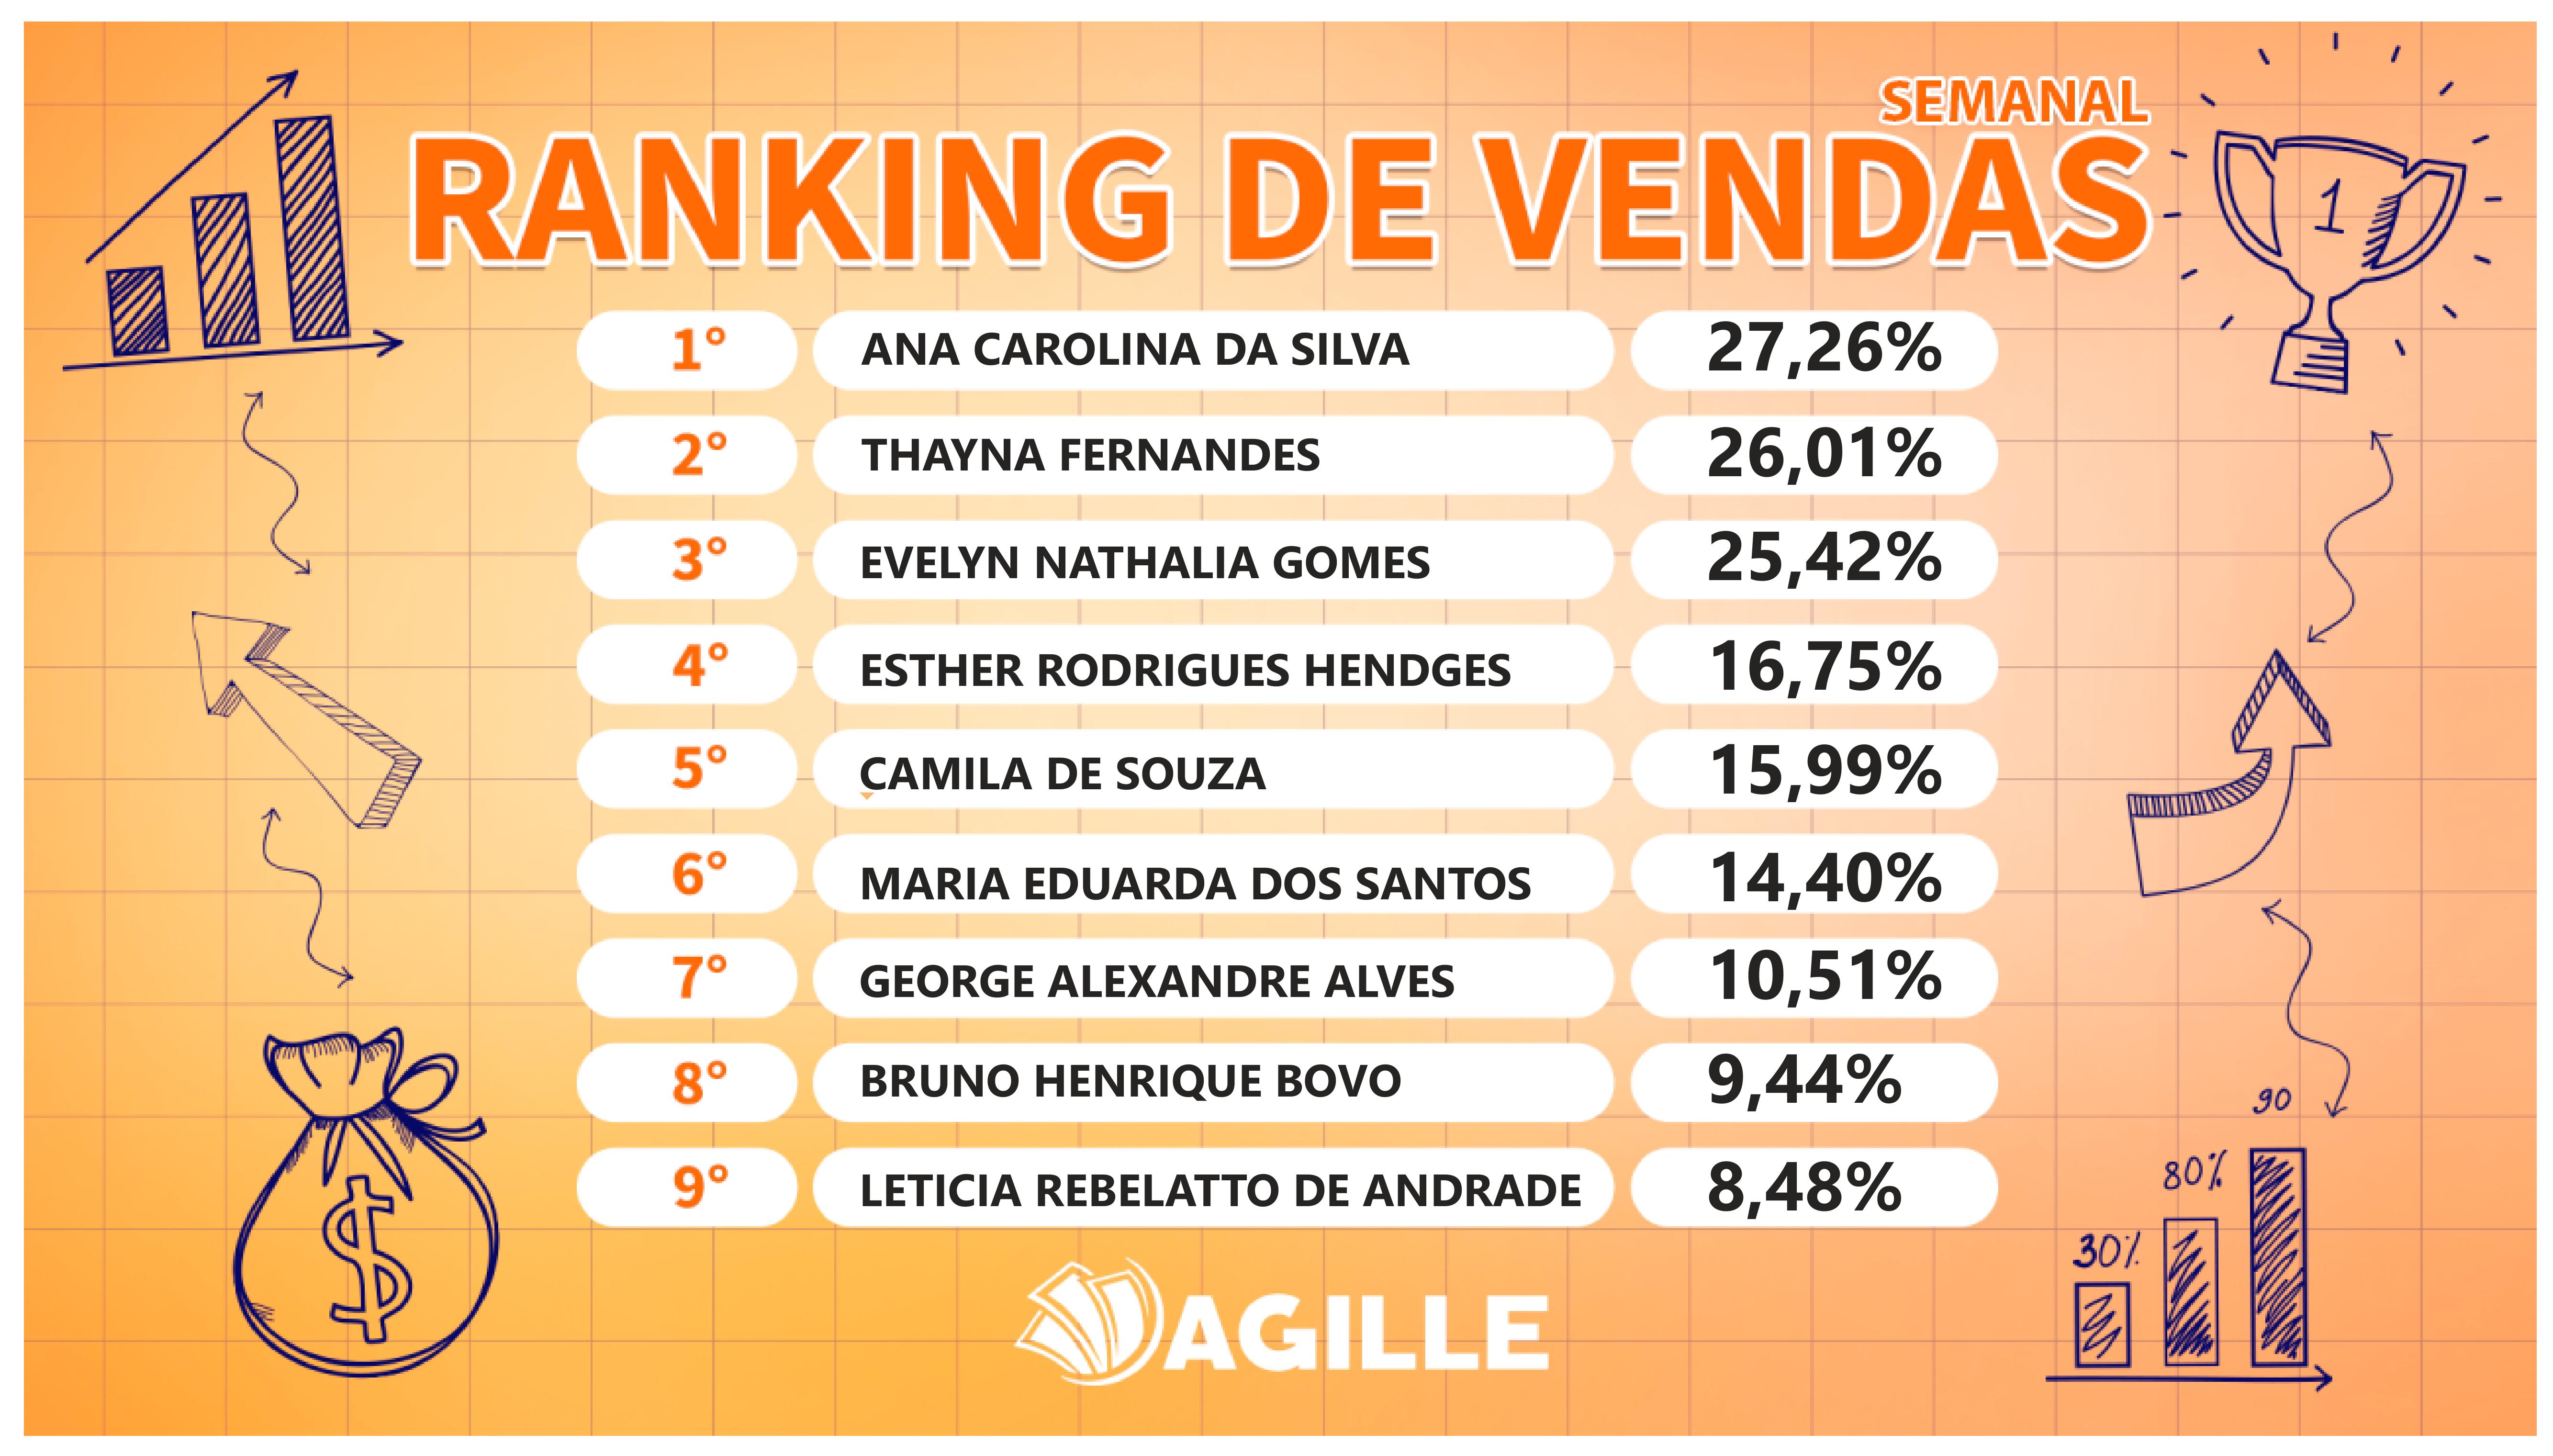 SEMANAL
RANKING DE VENDAS
1
1° ANA CAROLINA DA SILVA 27,26%
2° THAYNA FERNANDES 26,01%
3° EVELYN NATHALIA GOMES 25,42%
4° ESTHER RODRIGUES HENDGES 16,75%
5° CAMILA DE SOUZA 15,99%
6° MARIA EDUARDA DOS SANTOS 14,40%
7° GEORGE ALEXANDRE ALVES 10,51%
8° BRUNO HENRIQUE BOVO 9,44%
9° LETICIA REBELATTO DE ANDRADE 8,48%
$
30% 80% 90
AGILLE